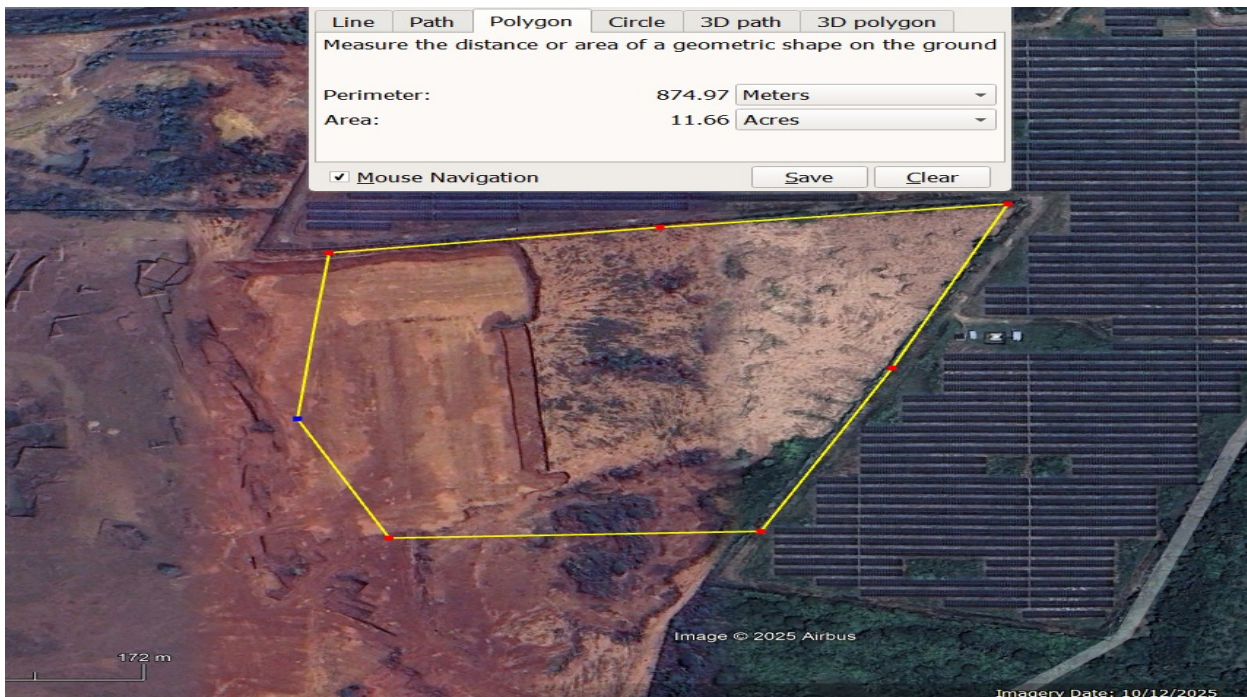 Line Path Polygon Circle 3D path 3D polygon
Measure the distance or area of a geometric shape on the ground
Perimeter: 874.97 Meters
Area: 11.66 Acres
Mouse Navigation Save Clear
Image © 2025 Airbus
172 m
Imagery Date: 10/12/2025